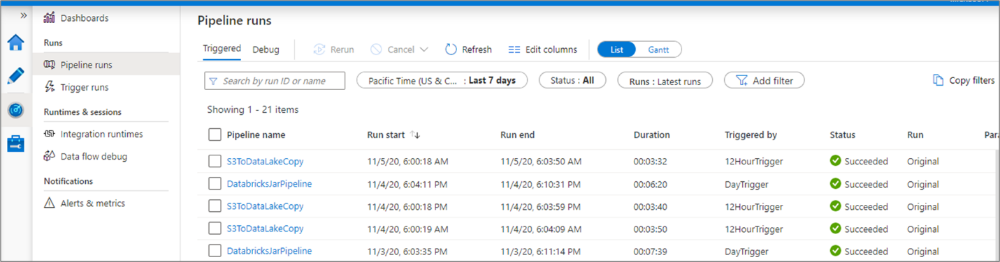 »
Dashboards
Runs
Pipeline runs
Trigger runs
Runtimes & sessions
Integration runtimes
Data flow debug
Notifications
Alerts & metrics
Pipeline runs
Triggered Debug Rerun Cancel Refresh Edit columns List Gantt
Search by run ID or name Pacific Time (US & C... : Last 7 days Status : All Runs : Latest runs Add filter Copy filters
Showing 1 - 21 items
Pipeline name Run start ↑↓ Run end Duration Triggered by Status Run Para
S3ToDataLakeCopy 11/5/20, 6:00:18 AM 11/5/20, 6:03:50 AM 00:03:32 12HourTrigger Succeeded Original
DatabricksJarPipeline 11/4/20, 6:04:11 PM 11/4/20, 6:10:31 PM 00:06:20 DayTrigger Succeeded Original
S3ToDataLakeCopy 11/4/20, 6:00:18 PM 11/4/20, 6:03:59 PM 00:03:40 12HourTrigger Succeeded Original
S3ToDataLakeCopy 11/4/20, 6:00:19 AM 11/4/20, 6:04:09 AM 00:03:50 12HourTrigger Succeeded Original
DatabricksJarPipeline 11/3/20, 6:03:35 PM 11/3/20, 6:11:14 PM 00:07:39 DayTrigger Succeeded Original